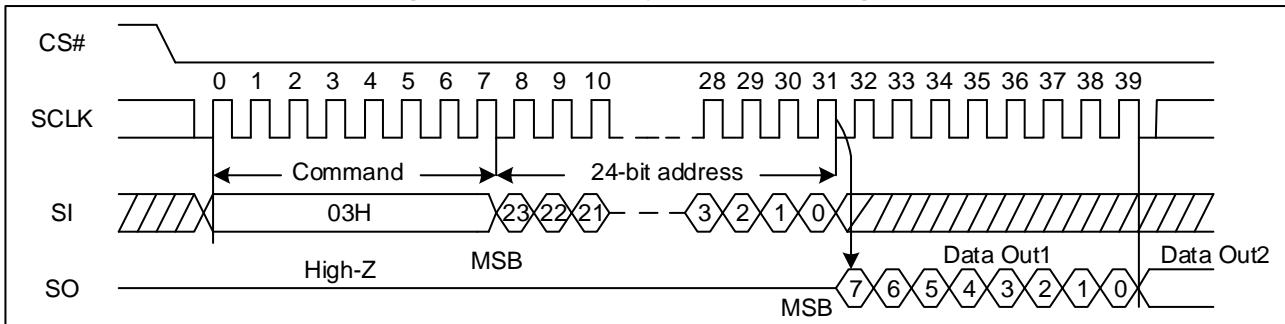 CS#
0 1 2 3 4 5 6 7 8 9 10 28 29 30 31 32 33 34 35 36 37 38 39
SCLK
Command 24-bit address
SI 03H 23 22 21 3 2 1 0
Data Out1 Data Out2
High-Z MSB
SO 7 6 5 4 3 2 1 0
MSB